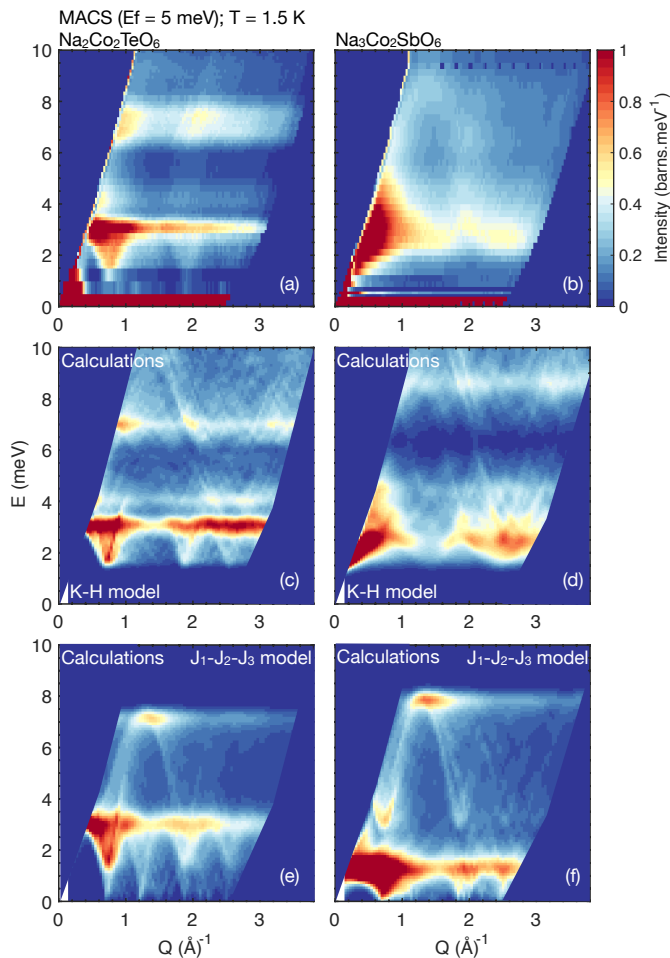 MACS (Ef = 5 meV); T = 1.5 K
Na₂Co₂TeO₆
Na₃Co₂SbO₆
10
8
6
4
2
0
(a)
(b)
0 1 2 3
0 1 2 3
1
0.8
0.6
0.4
0.2
0
Intensity (barns.meV⁻¹)
Calculations
Calculations
10
8
6
4
2
0
E (meV)
K-H model
(c)
K-H model
(d)
0 1 2 3
0 1 2 3
Calculations J₁-J₂-J₃ model
Calculations J₁-J₂-J₃ model
10
8
6
4
2
0
(e)
(f)
0 1 2 3
0 1 2 3
Q (Å)⁻¹
Q (Å)⁻¹